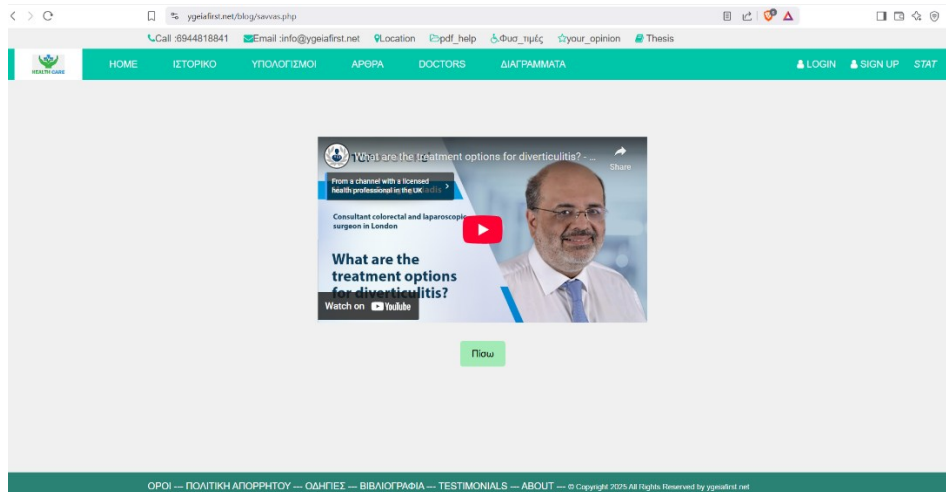 ygeiafirst.net/blog/savvas.php
Call :6944818841 Email :info@ygeiafirst.net Location pdf_help Φυσ_τιμές your_opinion Thesis
HEALTH CARE HOME ΙΣΤΟΡΙΚΟ ΥΠΟΛΟΓΙΣΜΟΙ ΑΡΘΡΑ DOCTORS ΔΙΑΓΡΑΜΜΑΤΑ LOGIN SIGN UP STAT
What are the treatment options for diverticulitis? - ...
Share
From a channel with a licensed
health professional in the UK
Consultant colorectal and laparoscopic
surgeon in London
What are the
treatment options
for diverticulitis?
Watch on YouTube
Πίσω
ΟΡΟΙ --- ΠΟΛΙΤΙΚΗ ΑΠΟΡΡΗΤΟΥ --- ΟΔΗΓΙΕΣ --- ΒΙΒΛΙΟΓΡΑΦΙΑ --- TESTIMONIALS --- ABOUT --- © Copyright 2025 All Rights Reserved by ygeiafirst.net